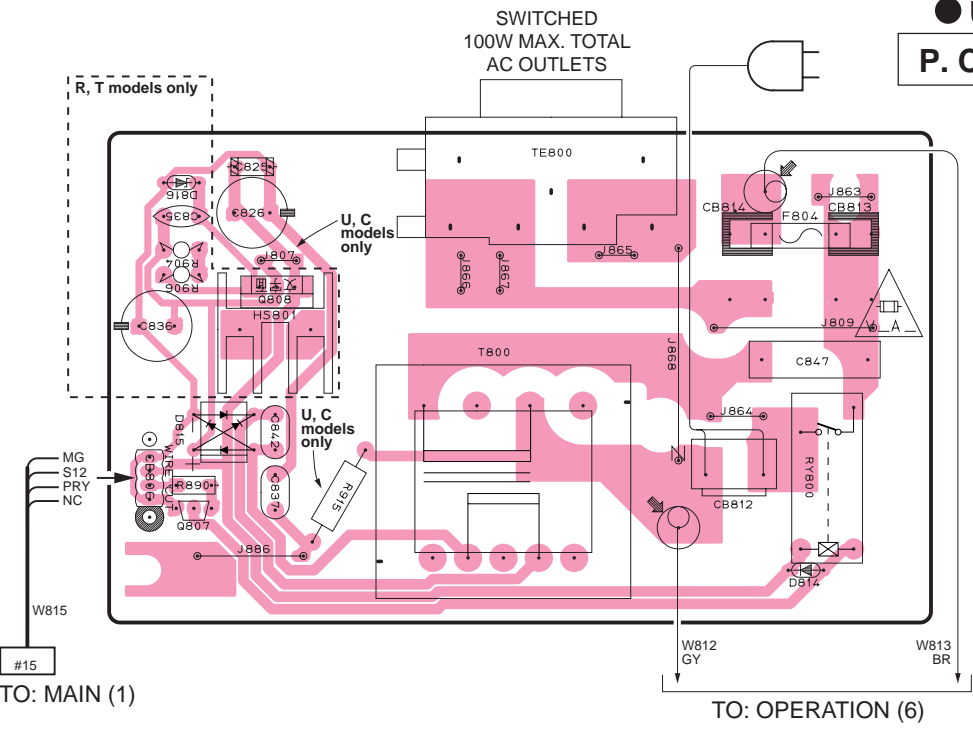 SWITCHED
100W MAX. TOTAL
AC OUTLETS
U
P. C
R, T models only
C825
D816
C835
C826
U, C
models
only
R904
R906
J807
Q808
HS801
C836
TE800
J865
J866
J867
CB814
F804
J863
CB813
J809
A
C847
J868
T800
J864
D815
WIRE CUT
C842
C837
U, C
models
only
R915
R890
Q807
J886
N
CB812
RY800
D814
MG
S12
PRY
NC
W815
#15
TO: MAIN (1)
W812
GY
W813
BR
TO: OPERATION (6)